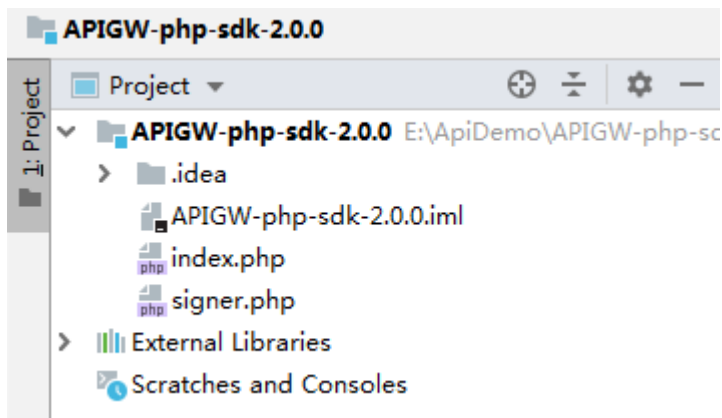 APIGW-php-sdk-2.0.0
1: Project
Project
APIGW-php-sdk-2.0.0 E:\ApiDemo\APIGW-php-sd
.idea
APIGW-php-sdk-2.0.0.iml
php index.php
php signer.php
External Libraries
Scratches and Consoles